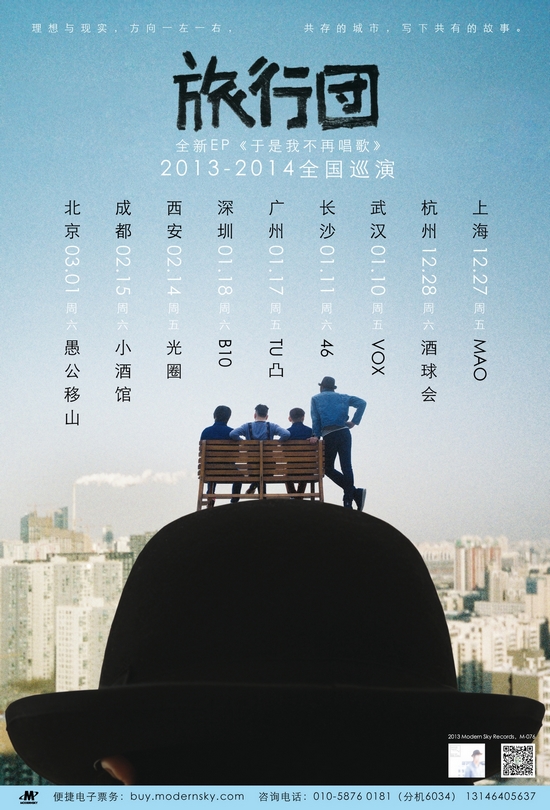 理想与现实，方向一左一右，
共存的城市，写下共有的故事。
旅行团
全新EP《于是我不再唱歌》
2013-2014全国巡演
上海 12.27 周五 MAO
杭州 12.28 周六 酒球会
武汉 01.10 周五 VOX
长沙 01.11 周六 46
广州 01.17 周五 TU凸
深圳 01.18 周六 B10
西安 02.14 周五 光圈
成都 02.15 周六 小酒馆
北京 03.01 周六 愚公移山
2013 Modern Sky Records, M-076
MODERNSKY
便捷电子票务：buy.modernsky.com
咨询电话：010-5876 0181（分机6034） 13146405637